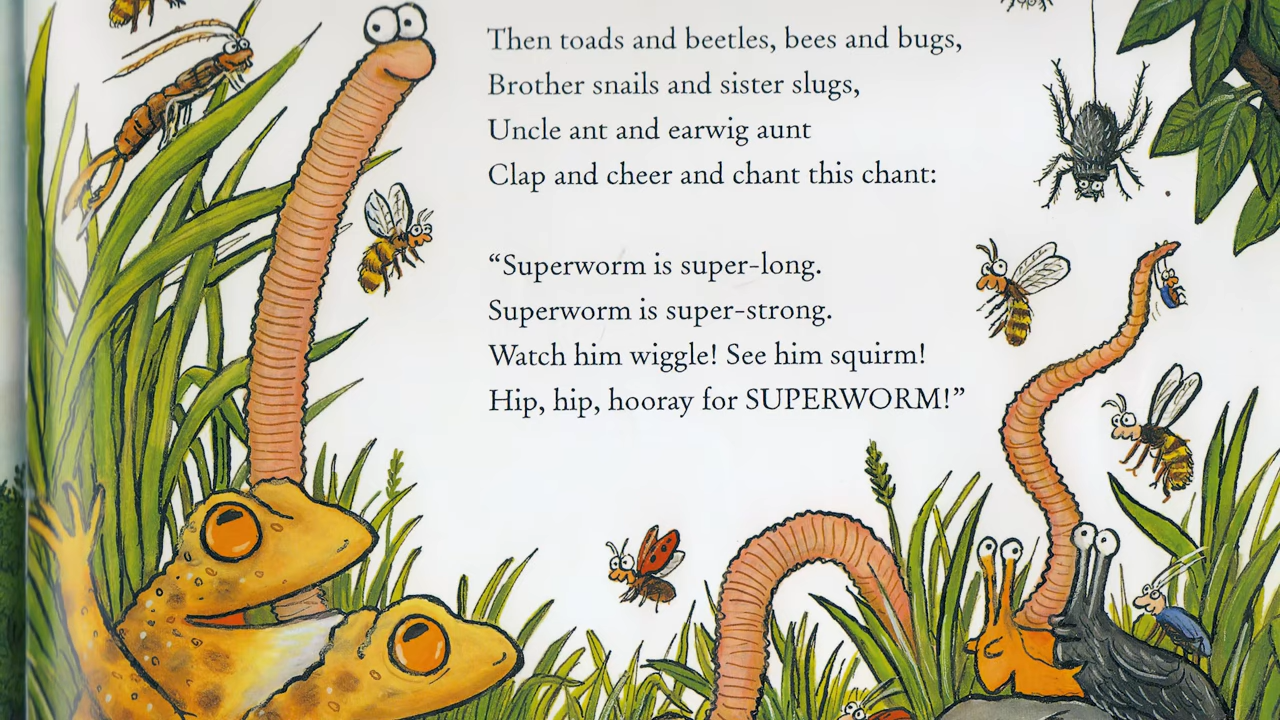 Then toads and beetles, bees and bugs,
Brother snails and sister slugs,
Uncle ant and earwig aunt
Clap and cheer and chant this chant:
“Superworm is super-long.
Superworm is super-strong.
Watch him wiggle! See him squirm!
Hip, hip, hooray for SUPERWORM!”